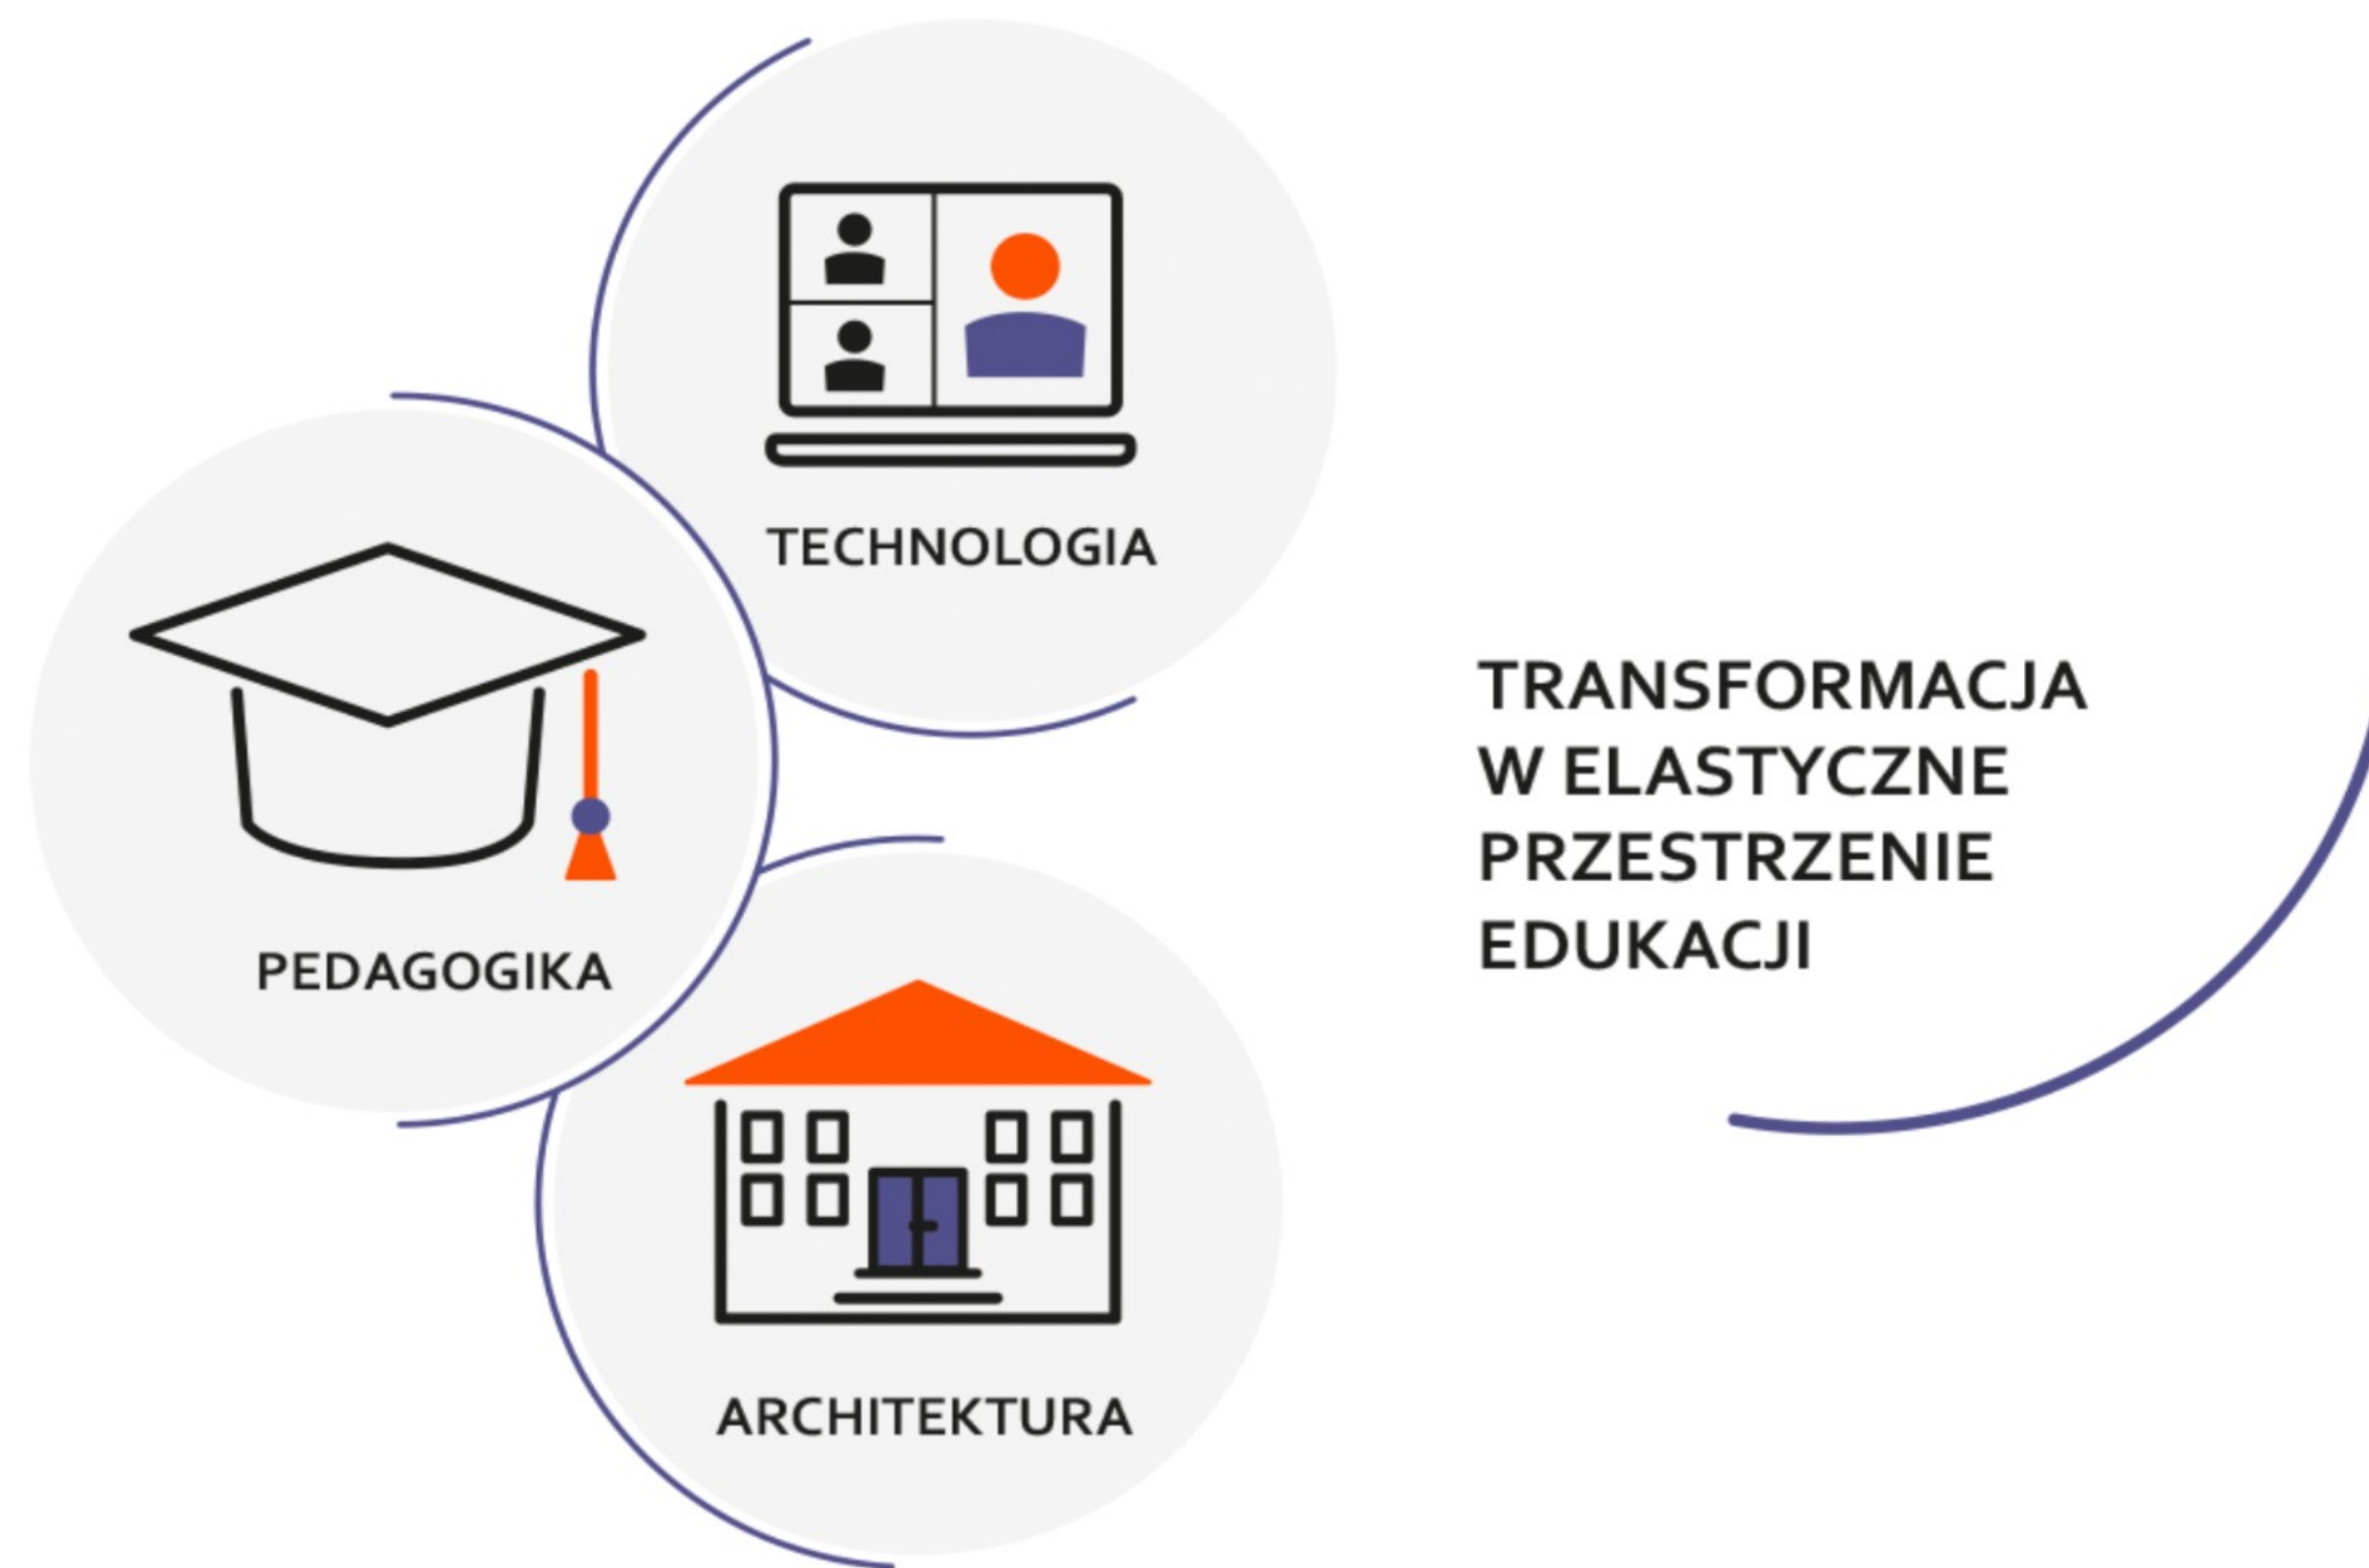 TECHNOLOGIA
PEDAGOGIKA
ARCHITEKTURA
TRANSFORMACJA
W ELASTYCZNE
PRZESTRZENIE
EDUKACJI